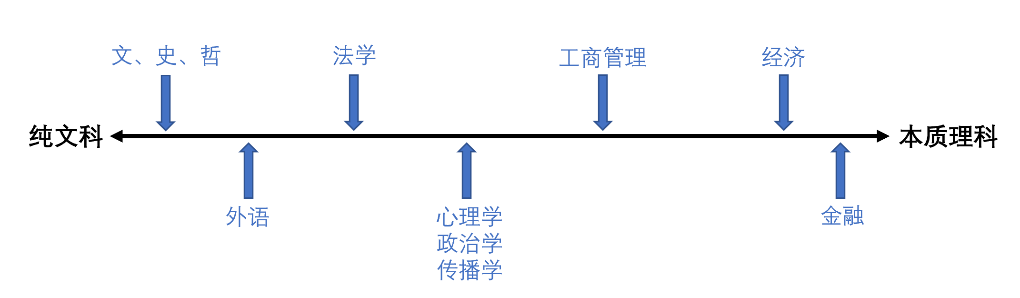 文、史、哲
法学
工商管理
经济
纯文科
本质理科
外语
心理学
政治学
传播学
金融